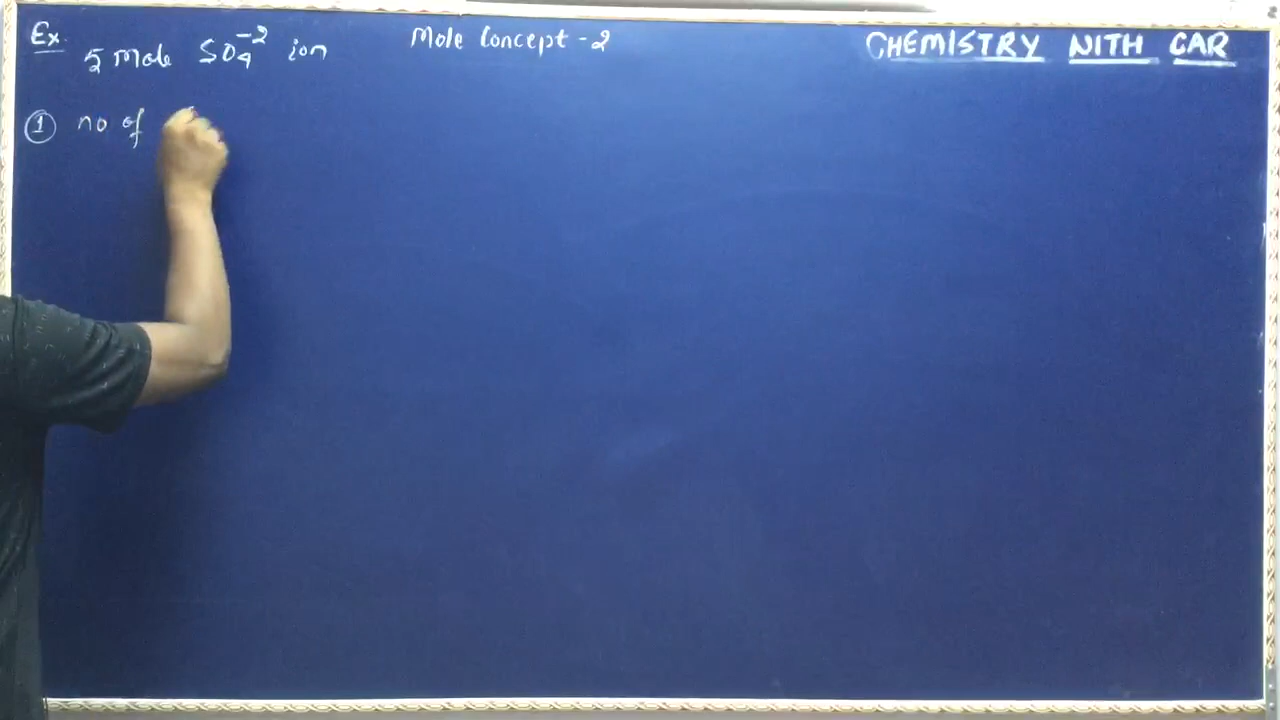 Ex. Mole Concept - 2 CHEMISTRY WITH CAR
5 mole SO₄⁻² ion
① no of